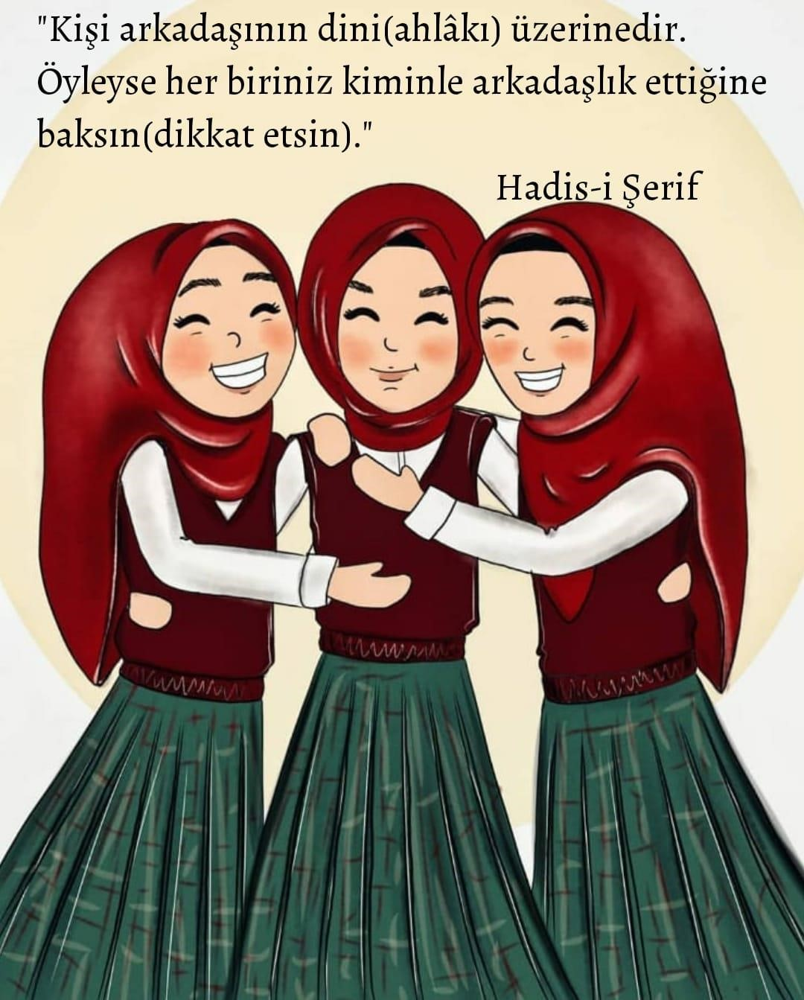 "Kişi arkadaşının dini(ahlâkı) üzerinedir.
Öyleyse her biriniz kiminle arkadaşlık ettiğine
baksın(dikkat etsin)."
Hadis-i Şerif